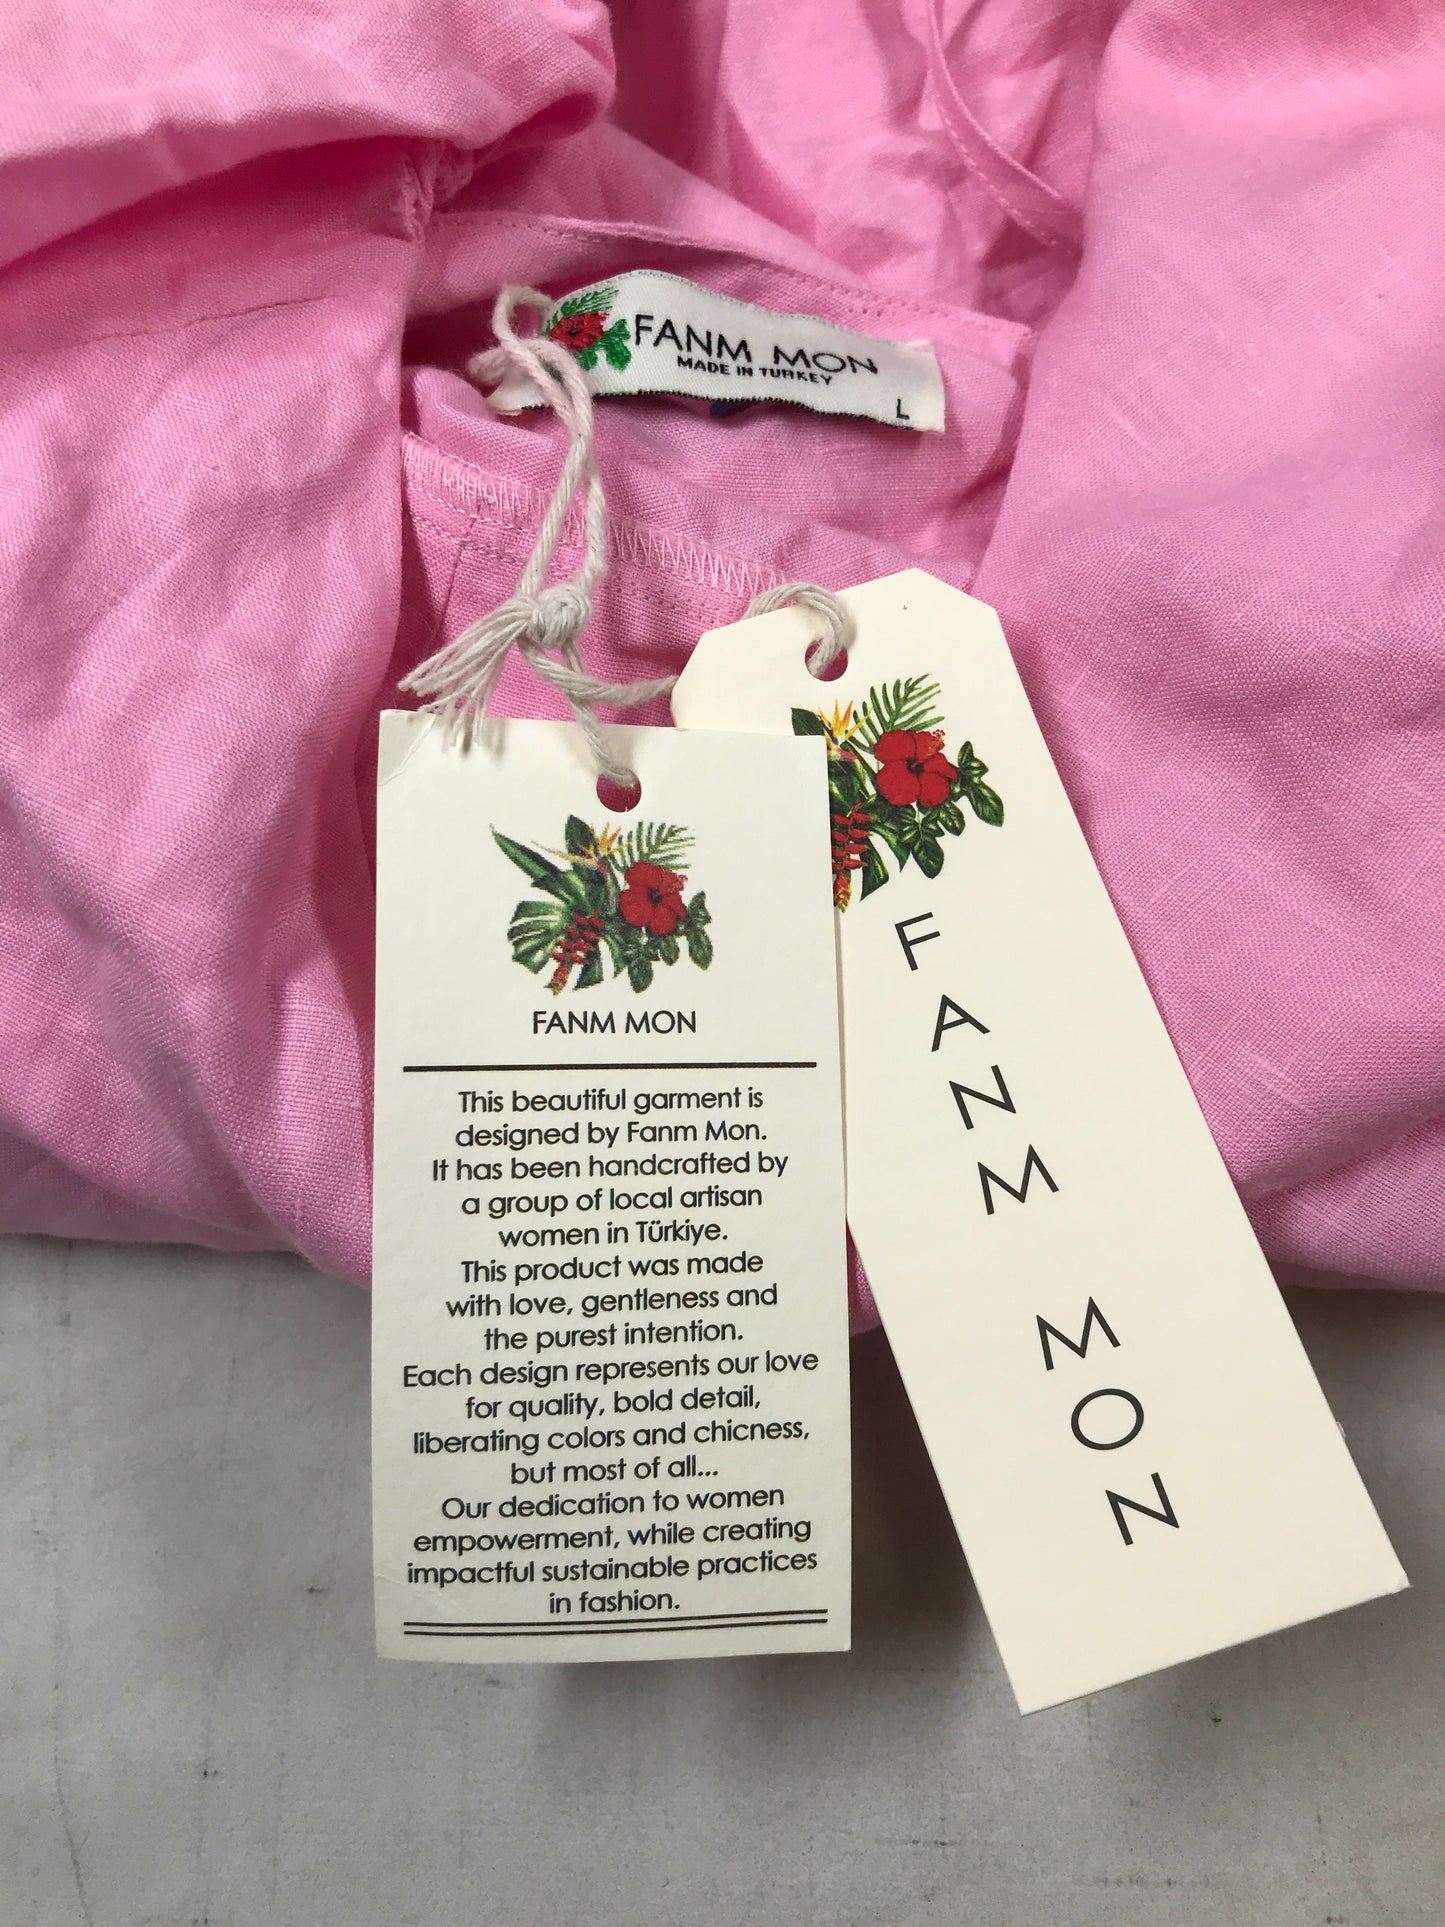 FANM MON
MADE IN TURKEY
L
FANM MON
This beautiful garment is
designed by Fanm Mon.
It has been handcrafted by
a group of local artisan
women in Türkiye.
This product was made
with love, gentleness and
the purest intention.
Each design represents our love
for quality, bold detail,
liberating colors and chicness,
but most of all...
Our dedication to women
empowerment, while creating
impactful sustainable practices
in fashion.
FANM MON